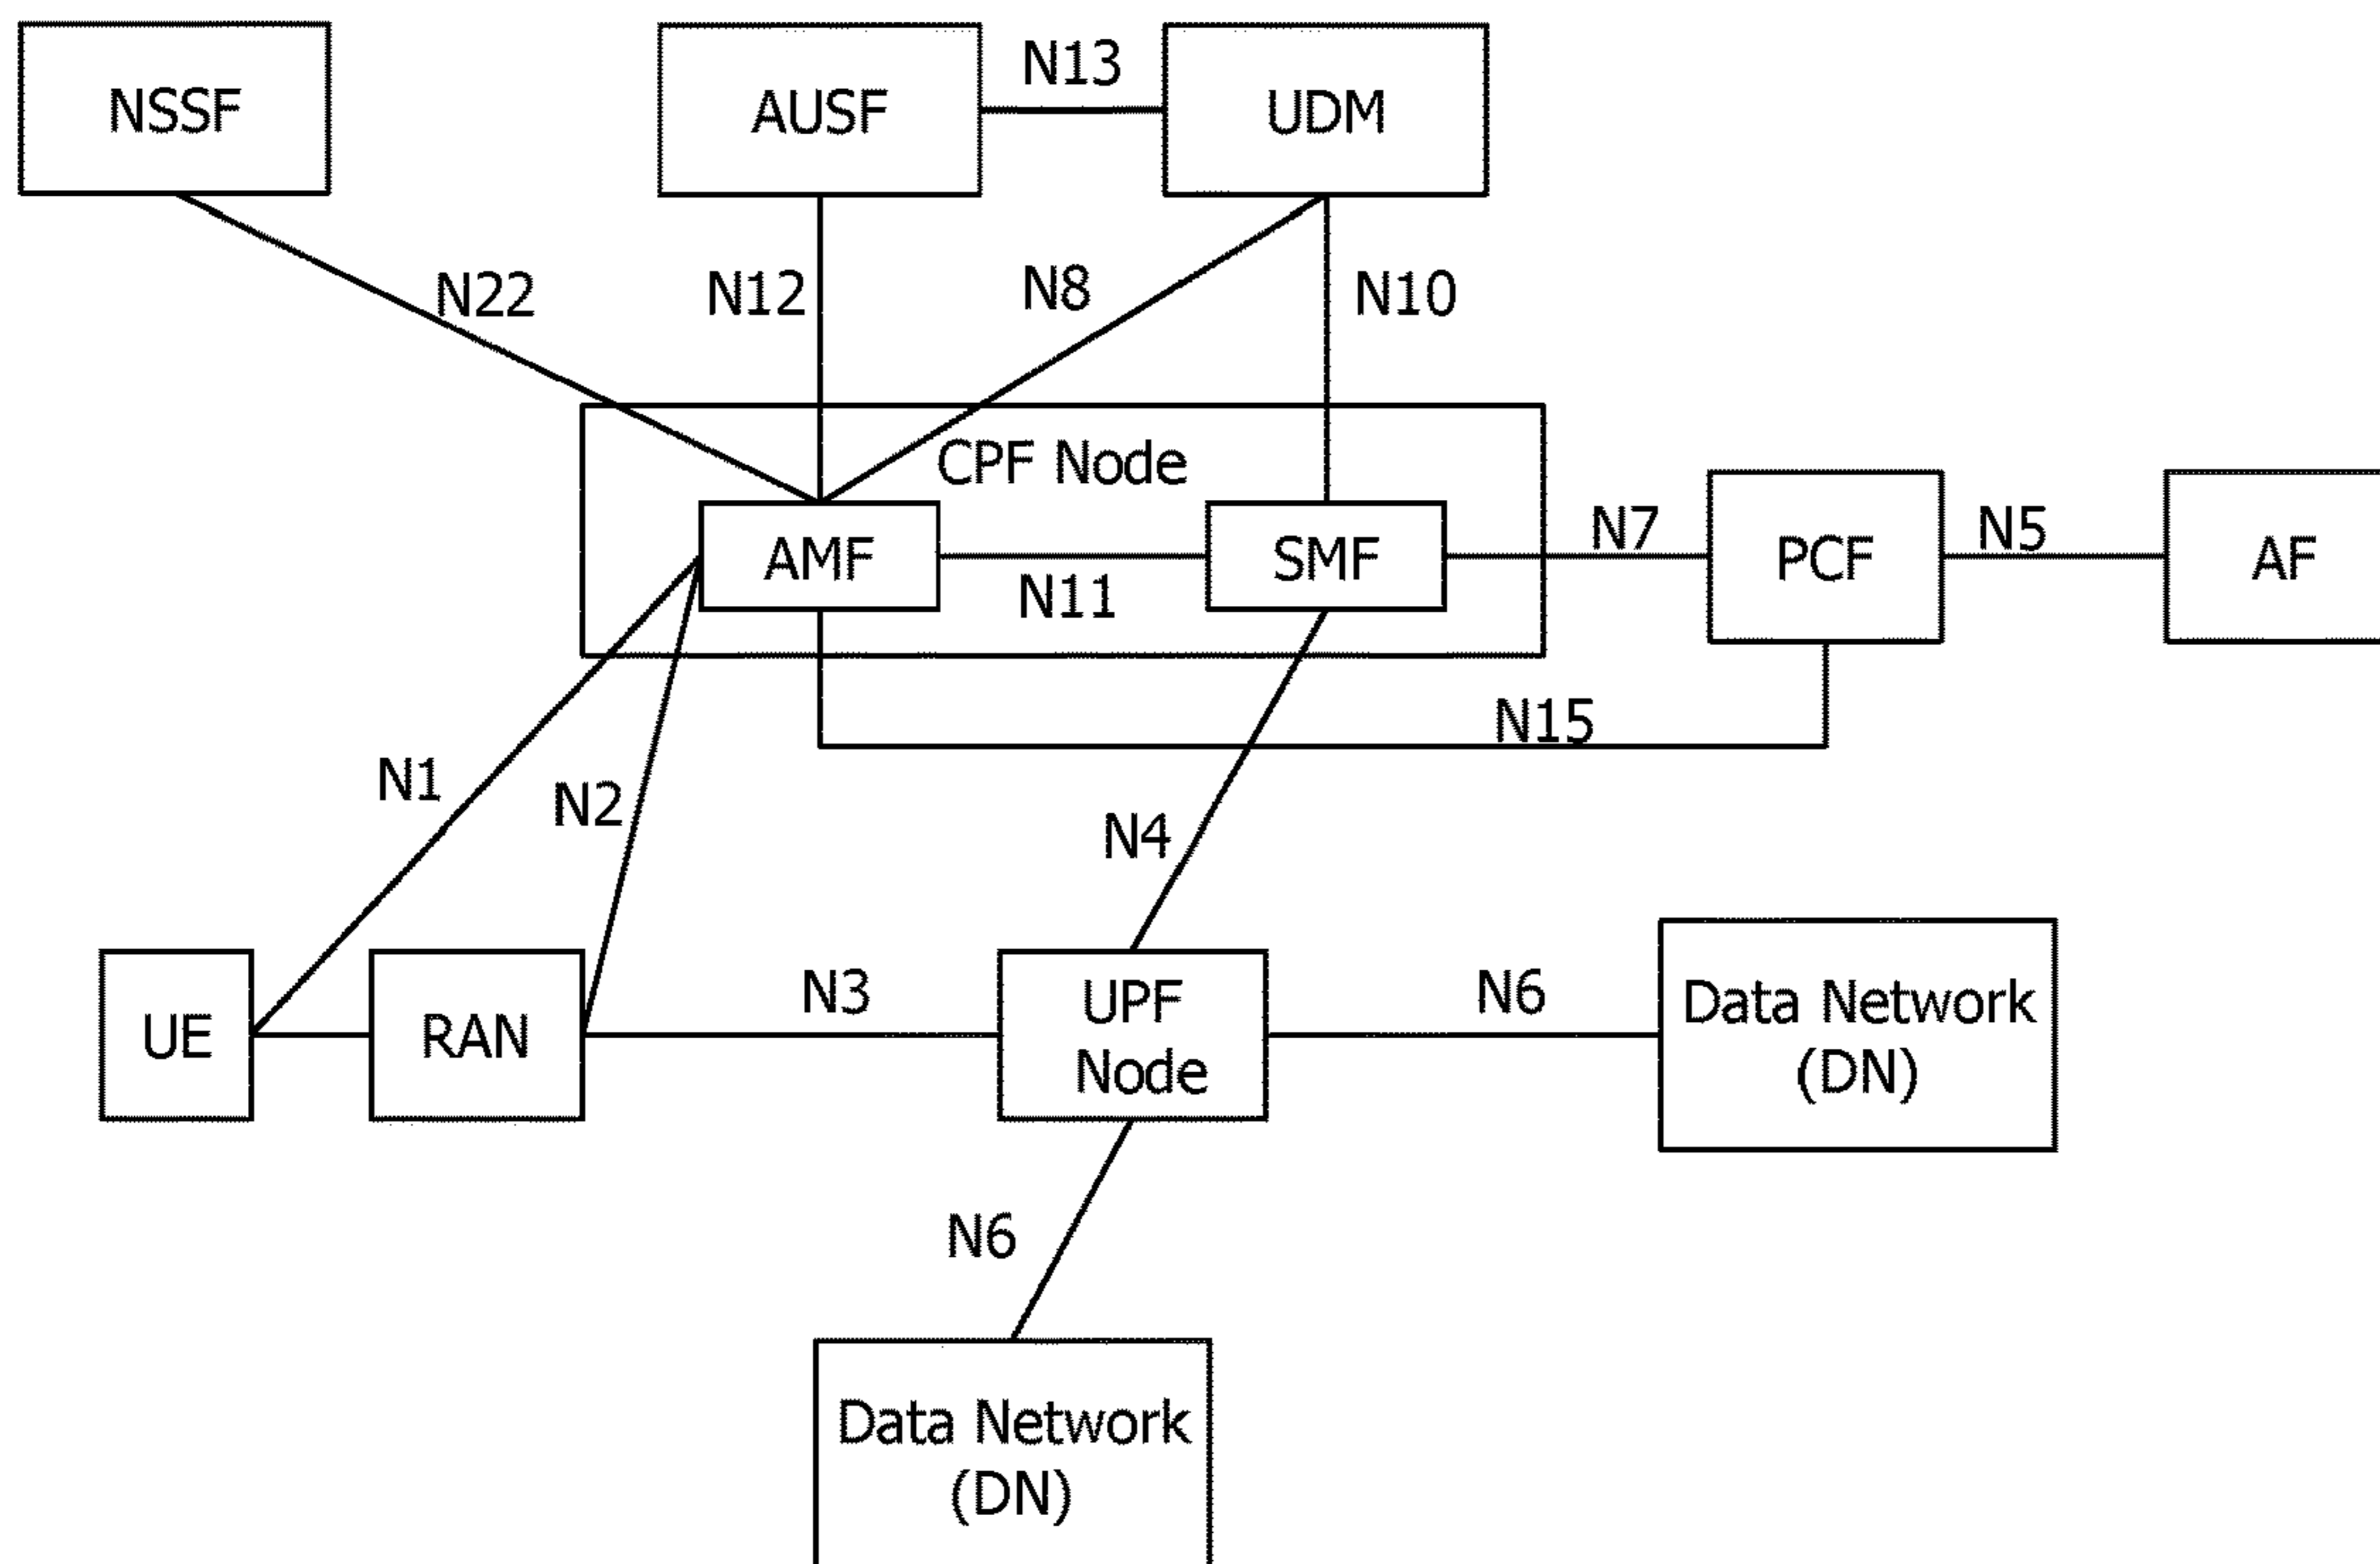 NSSF
AUSF
N13
UDM
N22
N12
N8
N10
CPF Node
AMF
N11
SMF
N7
PCF
N5
AF
N15
N1
N2
N4
UE
RAN
N3
UPF
Node
N6
Data Network
(DN)
N6
Data Network
(DN)